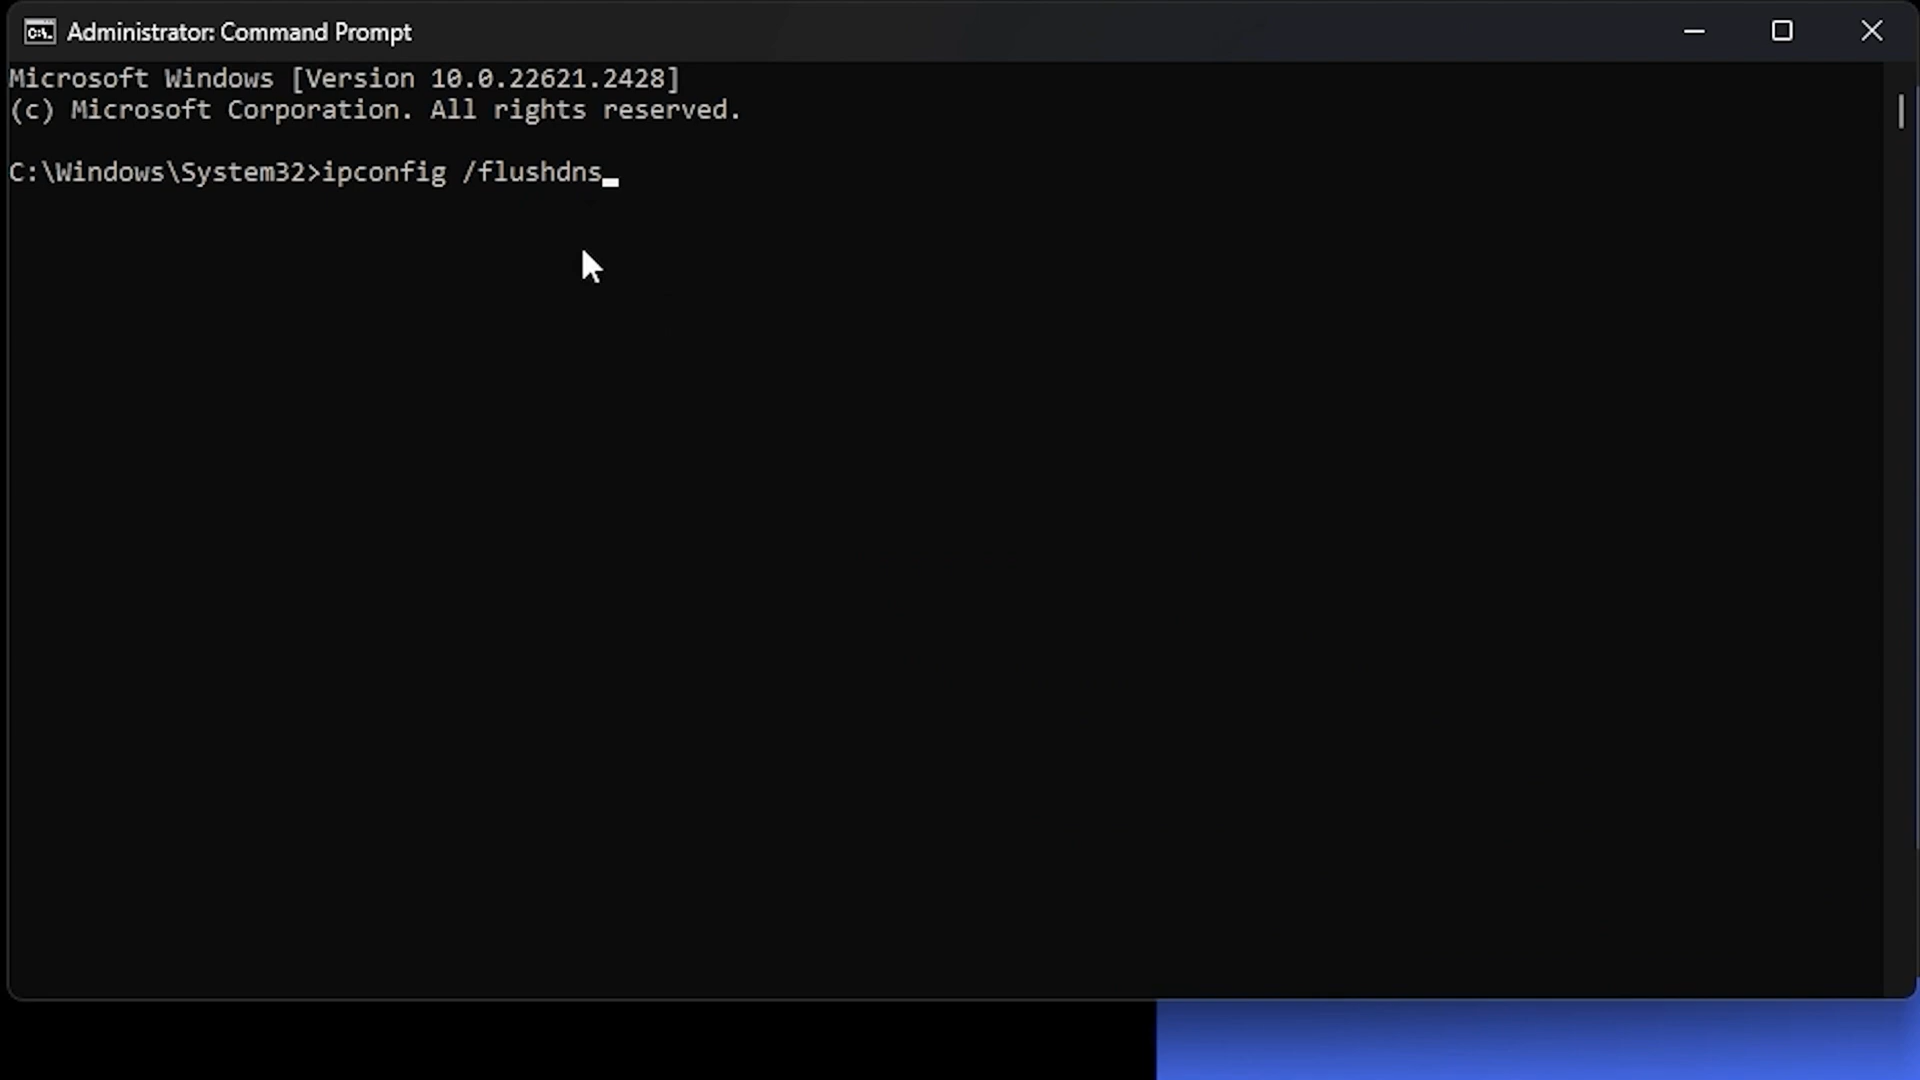 Administrator: Command Prompt
Microsoft Windows [Version 10.0.22621.2428]
(c) Microsoft Corporation. All rights reserved.
C:\Windows\System32>ipconfig /flushdns